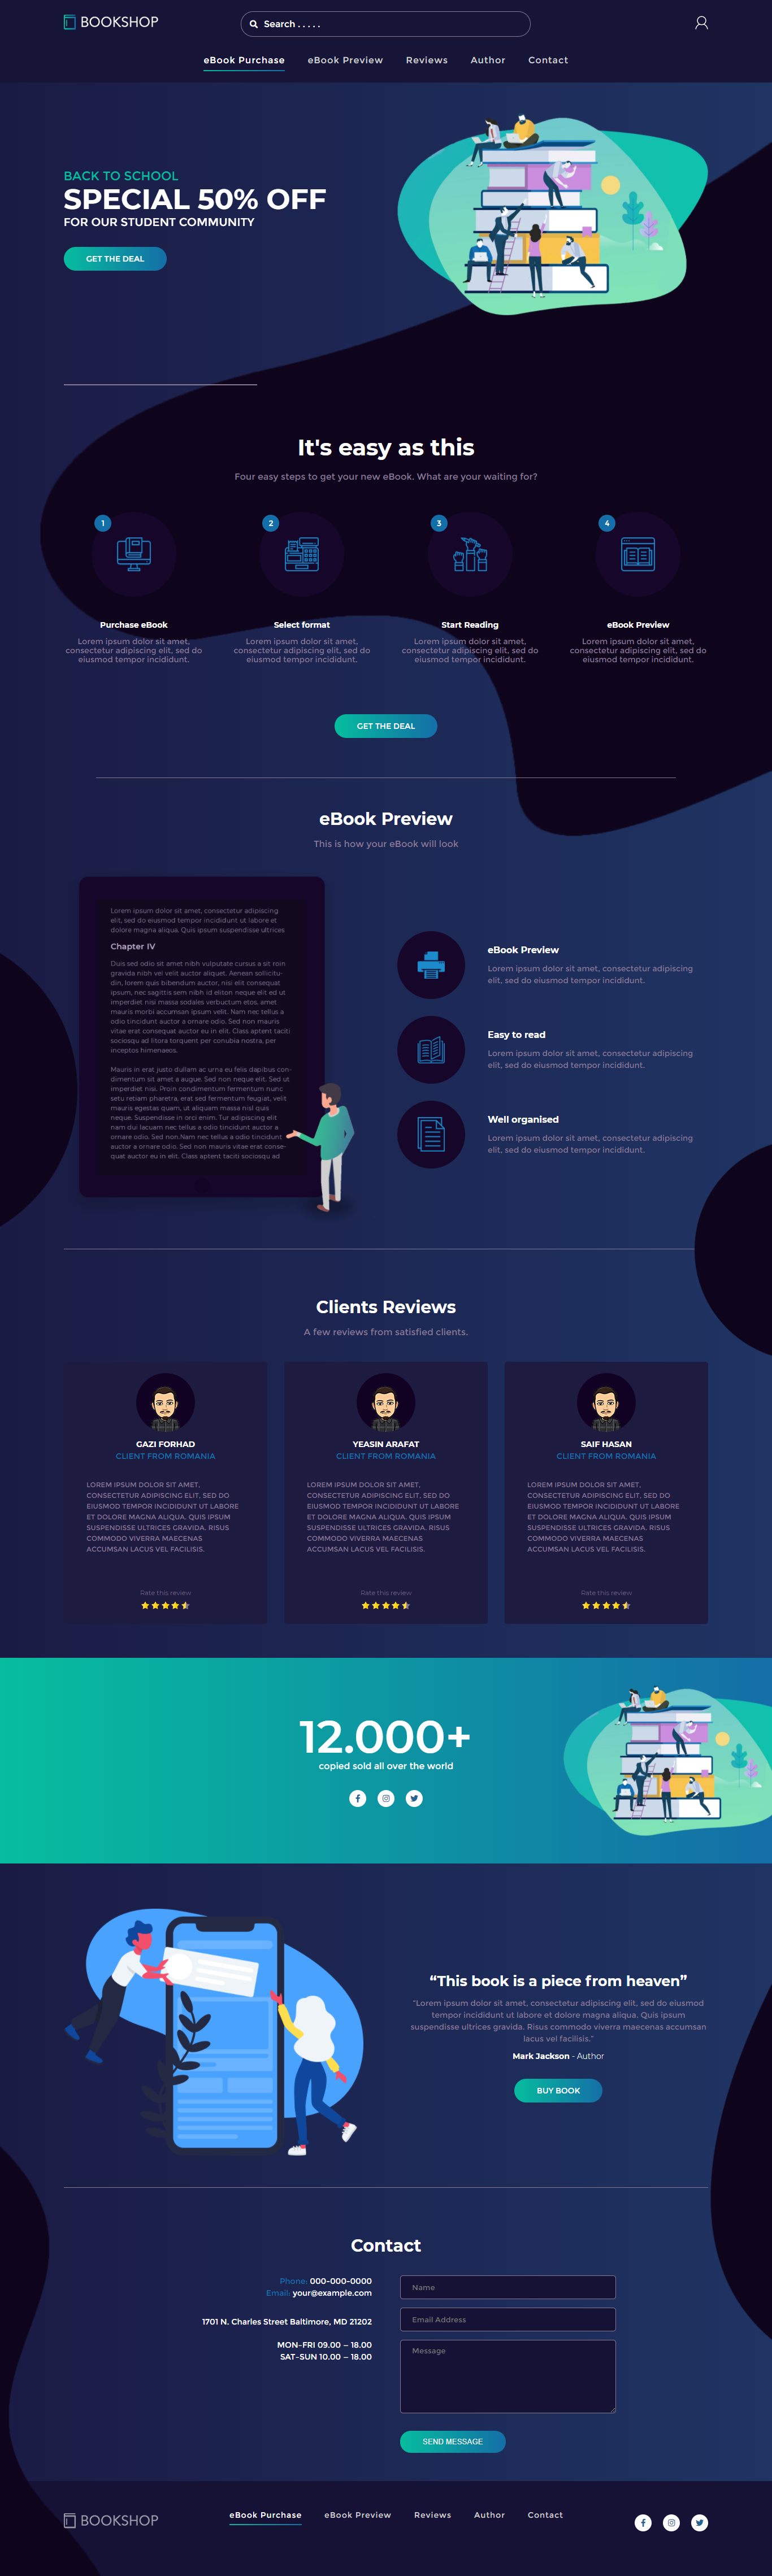 BOOKSHOP
Search . . . . .
eBook Purchase
eBook Preview
Reviews
Author
Contact
BACK TO SCHOOL
SPECIAL 50% OFF
FOR OUR STUDENT COMMUNITY
GET THE DEAL
It's easy as this
Four easy steps to get your new eBook. What are your waiting for?
1
Purchase eBook
Lorem ipsum dolor sit amet,
consectetur adipiscing elit, sed do
eiusmod tempor incididunt.
2
Select format
Lorem ipsum dolor sit amet,
consectetur adipiscing elit, sed do
eiusmod tempor incididunt.
3
Start Reading
Lorem ipsum dolor sit amet,
consectetur adipiscing elit, sed do
eiusmod tempor incididunt.
4
eBook Preview
Lorem ipsum dolor sit amet,
consectetur adipiscing elit, sed do
eiusmod tempor incididunt.
GET THE DEAL
eBook Preview
This is how your eBook will look
Lorem ipsum dolor sit amet, consectetur adipiscing
elit, sed do eiusmod tempor incididunt ut labore et
dolore magna aliqua. Quis ipsum suspendisse ultrices
Chapter IV
Duis sed odio sit amet nibh vulputate cursus a sit roin
gravida nibh vel velit auctor aliquet, Aenean sollicitu-
din, lorem quis bibendum auctor, nisi elit consequat
ipsum, nec sagittis sem nibh id eliton neque elit ed ut
imperdiet nisi massa sodales verbuctum etos. amet
mauris morbi accumsan ipsum velit. Nam nec tellus a
odio tincidunt auctor a ornare odio. Sed non mauris
vitae erat consequat auctor eu in elit. Class aptent taciti
sociosqu ad litora torquent per conubia nostra, per
inceptos himenaeos.
Mauris in erat justo dullam ac urna eu felis dapibus con-
dimentum sit amet a augue. Sed non neque elit, Sed ut
imperdiet nisi. Proin condimentum fermentum nunc
setu retiam pharetra, erat sed fermentum feugiat, velit
mauris egestas quam, ut aliquam massa nisl quis
neque. Suspendisse in orci enim. Tur adipiscing elit
nam dui lacuam nec tellus a odio tincidunt auctor a
ornare odio. Sed non.Nam nec tellus a odio tincidunt
auctor a ornare odio. Sed non mauris vitae erat conse-
quat auctor eu in elit. Class aptent taciti sociosqu ad
eBook Preview
Lorem ipsum dolor sit amet, consectetur adipiscing
elit, sed do eiusmod tempor incididunt.
Easy to read
Lorem ipsum dolor sit amet, consectetur adipiscing
elit, sed do eiusmod tempor incididunt.
Well organised
Lorem ipsum dolor sit amet, consectetur adipiscing
elit, sed do eiusmod tempor incididunt.
Clients Reviews
A few reviews from satisfied clients.
GAZI FORHAD
CLIENT FROM ROMANIA
LOREM IPSUM DOLOR SIT AMET,
CONSECTETUR ADIPISCING ELIT, SED DO
EIUSMOD TEMPOR INCIDIDUNT UT LABORE
ET DOLORE MAGNA ALIQUA. QUIS IPSUM
SUSPENDISSE ULTRICES GRAVIDA. RISUS
COMMODO VIVERRA MAECENAS
ACCUMSAN LACUS VEL FACILISIS.
Rate this review
YEASIN ARAFAT
CLIENT FROM ROMANIA
LOREM IPSUM DOLOR SIT AMET,
CONSECTETUR ADIPISCING ELIT, SED DO
EIUSMOD TEMPOR INCIDIDUNT UT LABORE
ET DOLORE MAGNA ALIQUA. QUIS IPSUM
SUSPENDISSE ULTRICES GRAVIDA. RISUS
COMMODO VIVERRA MAECENAS
ACCUMSAN LACUS VEL FACILISIS.
Rate this review
SAIF HASAN
CLIENT FROM ROMANIA
LOREM IPSUM DOLOR SIT AMET,
CONSECTETUR ADIPISCING ELIT, SED DO
EIUSMOD TEMPOR INCIDIDUNT UT LABORE
ET DOLORE MAGNA ALIQUA. QUIS IPSUM
SUSPENDISSE ULTRICES GRAVIDA. RISUS
COMMODO VIVERRA MAECENAS
ACCUMSAN LACUS VEL FACILISIS.
Rate this review
12.000+
copied sold all over the world
“This book is a piece from heaven”
"Lorem ipsum dolor sit amet, consectetur adipiscing elit, sed do eiusmod
tempor incididunt ut labore et dolore magna aliqua. Quis ipsum
suspendisse ultrices gravida. Risus commodo viverra maecenas accumsan
lacus vel facilisis."
Mark Jackson - Author
BUY BOOK
Contact
Phone: 000-000-0000
Email: your@example.com
1701 N. Charles Street Baltimore, MD 21202
MON-FRI 09.00 – 18.00
SAT-SUN 10.00 – 18.00
Name
Email Address
Message
SEND MESSAGE
BOOKSHOP
eBook Purchase
eBook Preview
Reviews
Author
Contact